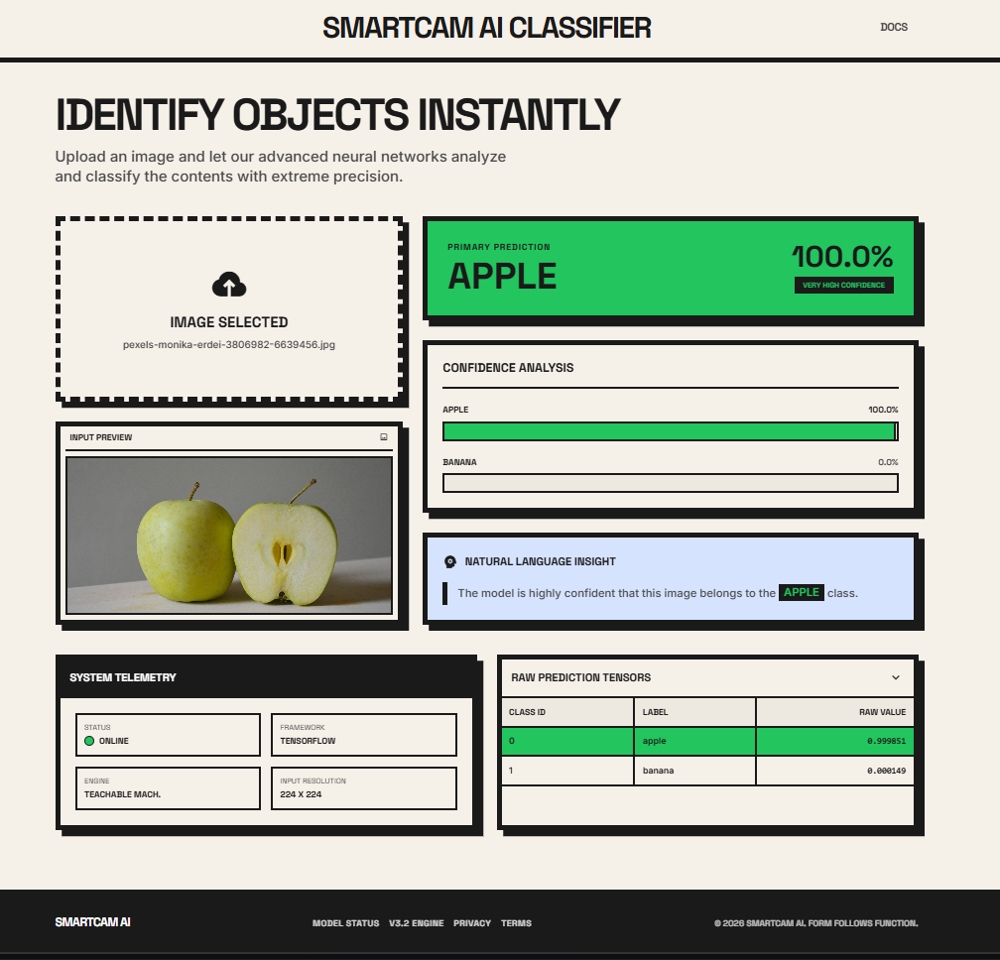 SMARTCAM AI CLASSIFIER
DOCS
IDENTIFY OBJECTS INSTANTLY
Upload an image and let our advanced neural networks analyze
and classify the contents with extreme precision.
IMAGE SELECTED
pexels-monika-erdei-3806982-6639456.jpg
INPUT PREVIEW
PRIMARY PREDICTION
APPLE
100.0%
VERY HIGH CONFIDENCE
CONFIDENCE ANALYSIS
APPLE 100.0%
BANANA 0.0%
NATURAL LANGUAGE INSIGHT
The model is highly confident that this image belongs to the APPLE class.
SYSTEM TELEMETRY
STATUS
ONLINE
FRAMEWORK
TENSORFLOW
ENGINE
TEACHABLE MACH.
INPUT RESOLUTION
224 X 224
RAW PREDICTION TENSORS
CLASS ID LABEL RAW VALUE
0 apple 0.999851
1 banana 0.000149
SMARTCAM AI
MODEL STATUS V3.2 ENGINE PRIVACY TERMS
© 2026 SMARTCAM AI. FORM FOLLOWS FUNCTION.